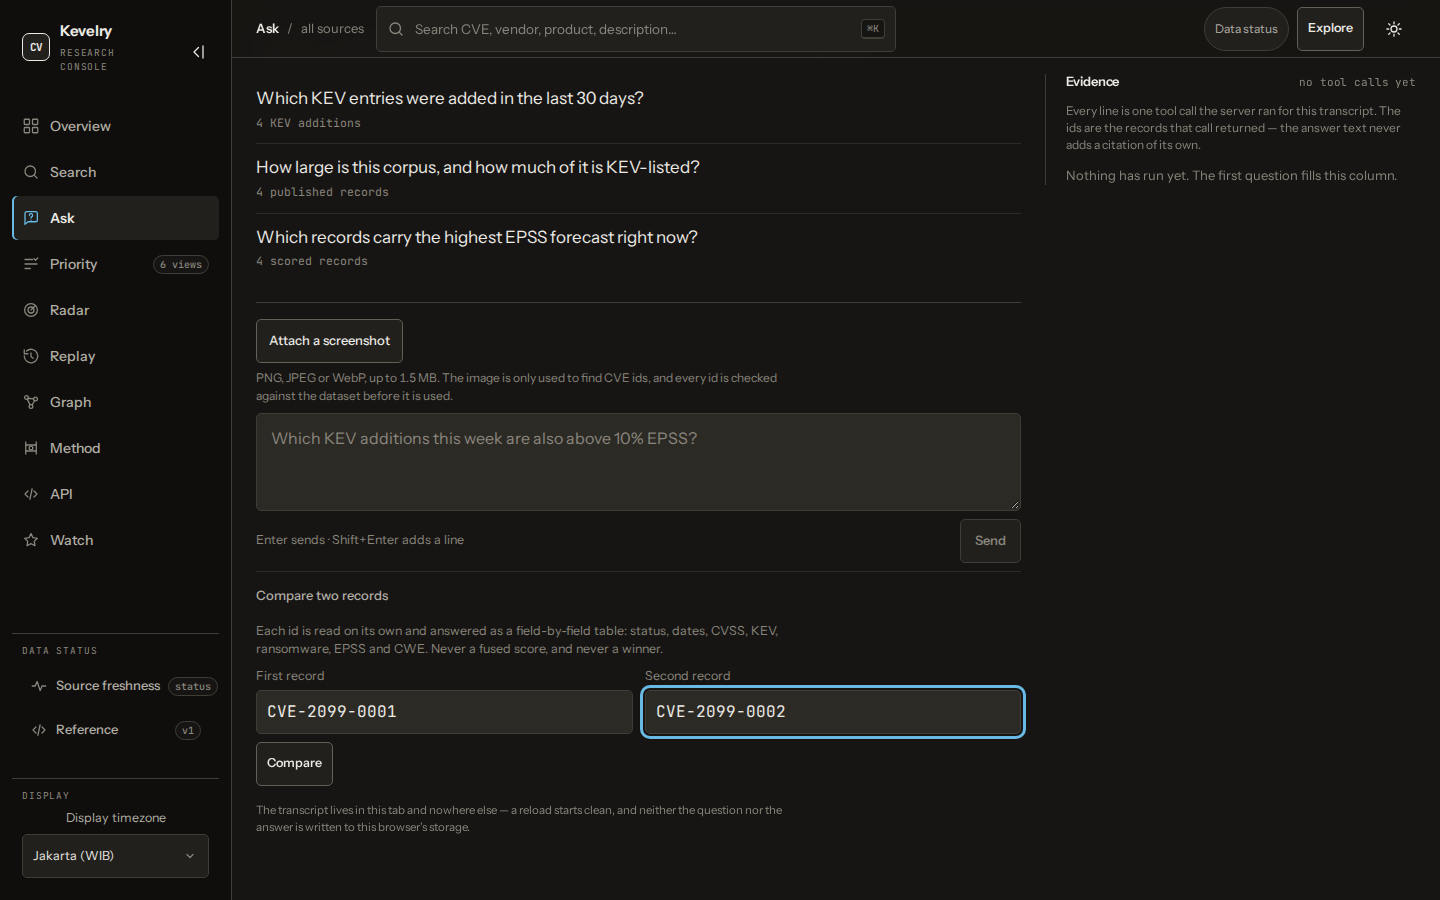 CV
Kevelry
RESEARCH
CONSOLE
Overview
Search
Ask
Priority
6 views
Radar
Replay
Graph
Method
API
Watch
DATA STATUS
Source freshness
status
Reference
v1
DISPLAY
Display timezone
Jakarta (WIB)
Ask / all sources
Search CVE, vendor, product, description...
⌘K
Data status
Explore
Which KEV entries were added in the last 30 days?
4 KEV additions
How large is this corpus, and how much of it is KEV-listed?
4 published records
Which records carry the highest EPSS forecast right now?
4 scored records
Attach a screenshot
PNG, JPEG or WebP, up to 1.5 MB. The image is only used to find CVE ids, and every id is checked
against the dataset before it is used.
Which KEV additions this week are also above 10% EPSS?
Enter sends · Shift+Enter adds a line
Send
Compare two records
Each id is read on its own and answered as a field-by-field table: status, dates, CVSS, KEV,
ransomware, EPSS and CWE. Never a fused score, and never a winner.
First record
Second record
CVE-2099-0001
CVE-2099-0002
Compare
The transcript lives in this tab and nowhere else — a reload starts clean, and neither the question nor the
answer is written to this browser's storage.
Evidence
no tool calls yet
Every line is one tool call the server ran for this transcript. The
ids are the records that call returned — the answer text never
adds a citation of its own.
Nothing has run yet. The first question fills this column.